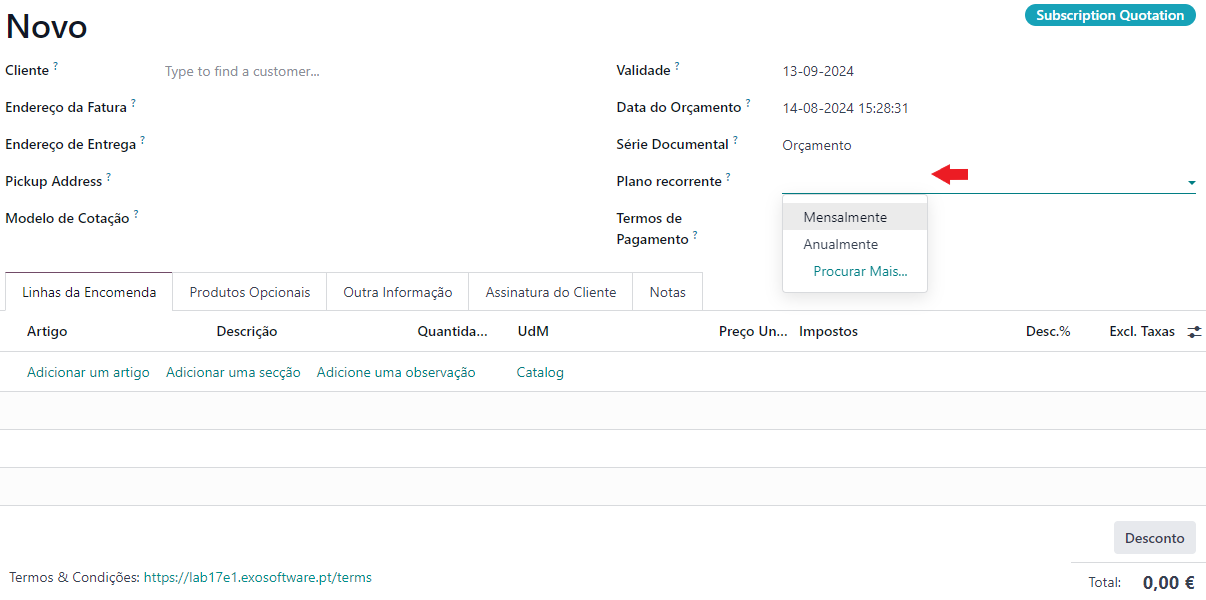 Novo
Subscription Quotation
Cliente ?
Type to find a customer...
Endereço da Fatura ?
Endereço de Entrega ?
Pickup Address ?
Modelo de Cotação ?
Validade ?
13-09-2024
Data do Orçamento ?
14-08-2024 15:28:31
Série Documental ?
Orçamento
Plano recorrente ?
Mensalmente
Anualmente
Procurar Mais...
Termos de
Pagamento ?
Linhas da Encomenda
Produtos Opcionais
Outra Informação
Assinatura do Cliente
Notas
Artigo
Descrição
Quantida...
UdM
Preço Un...
Impostos
Desc.%
Excl. Taxas
Adicionar um artigo
Adicionar uma secção
Adicione uma observação
Catalog
Desconto
Termos & Condições: https://lab17e1.exosoftware.pt/terms
Total: 0,00 €